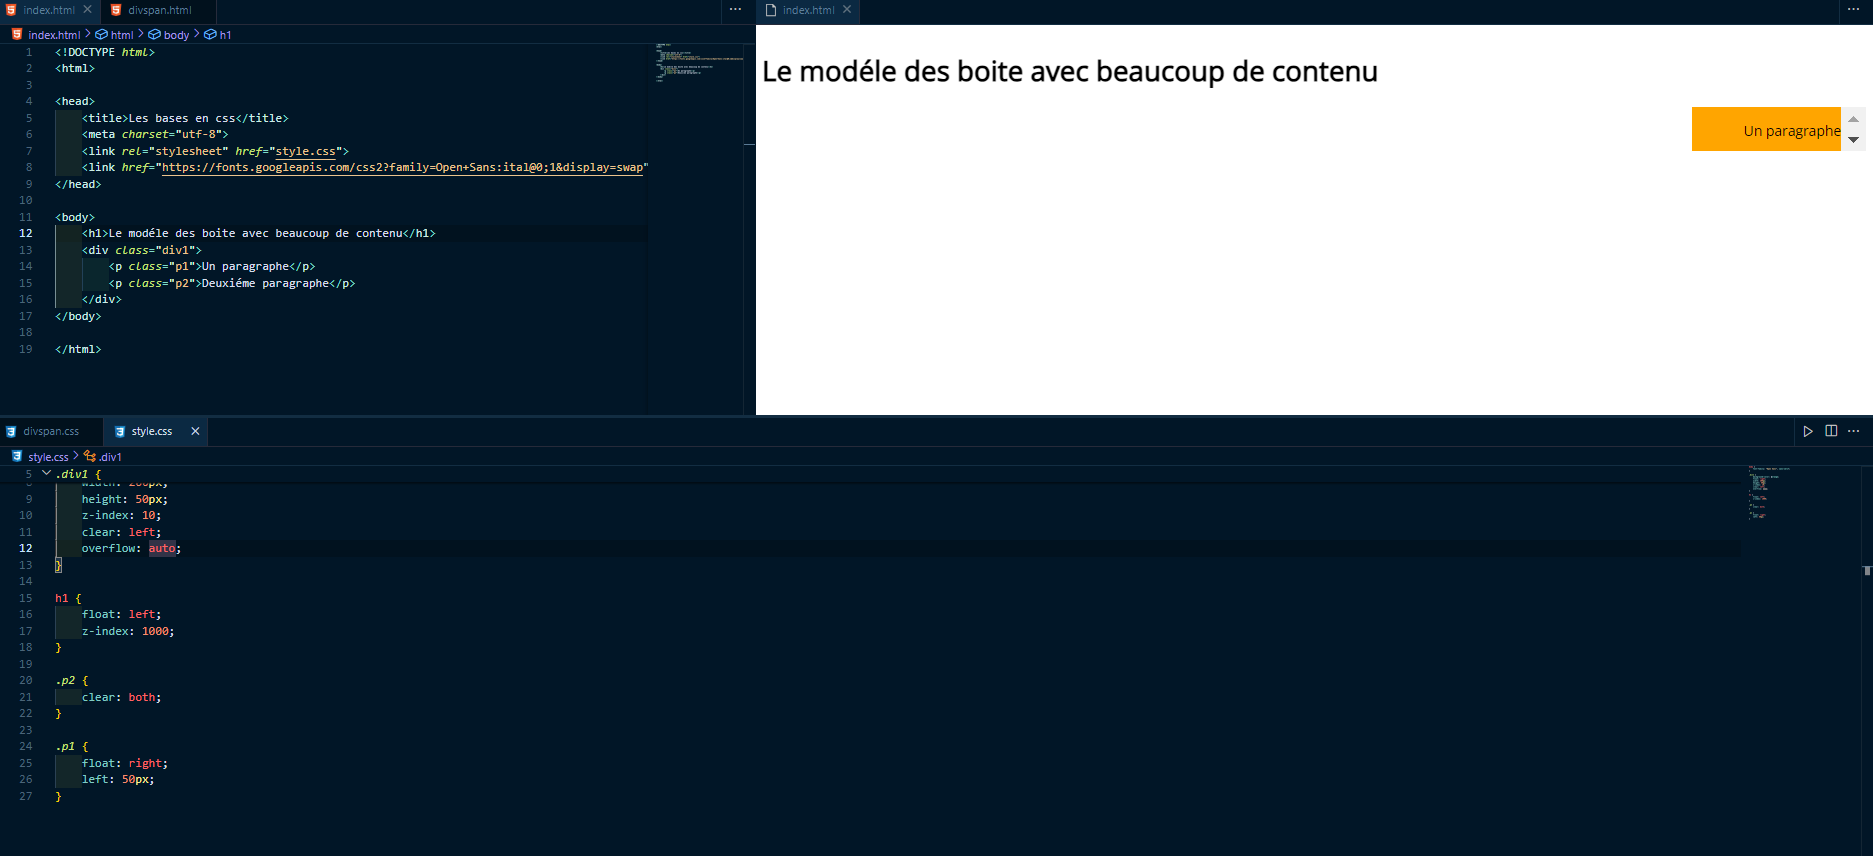 index.html
divspan.html
index.html > html > body > h1
1 <!DOCTYPE html>
2 <html>
3
4 <head>
5 <title>Les bases en css</title>
6 <meta charset="utf-8">
7 <link rel="stylesheet" href="style.css">
8 <link href="https://fonts.googleapis.com/css2?family=Open+Sans:ital@0;1&display=swap"
9 </head>
10
11 <body>
12 <h1>Le modéle des boite avec beaucoup de contenu</h1>
13 <div class="div1">
14 <p class="p1">Un paragraphe</p>
15 <p class="p2">Deuxiéme paragraphe</p>
16 </div>
17 </body>
18
19 </html>
index.html
Le modéle des boite avec beaucoup de contenu
Un paragraphe
divspan.css
style.css
style.css > .div1
5 .div1 {
9 height: 50px;
10 z-index: 10;
11 clear: left;
12 overflow: auto;
13 }
14
15 h1 {
16 float: left;
17 z-index: 1000;
18 }
19
20 .p2 {
21 clear: both;
22 }
23
24 .p1 {
25 float: right;
26 left: 50px;
27 }